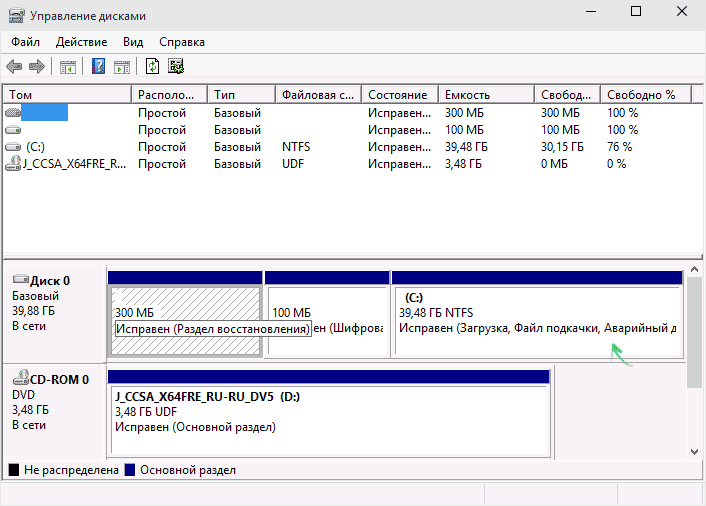 Управление дисками
Файл Действие Вид Справка
Том Располо... Тип Файловая с... Состояние Емкость Свобод... Свободно %
Простой Базовый Исправен... 300 МБ 300 МБ 100 %
Простой Базовый Исправен... 100 МБ 100 МБ 100 %
(C:) Простой Базовый NTFS Исправен... 39,48 ГБ 30,15 ГБ 76 %
J_CCSA_X64FRE_R... Простой Базовый UDF Исправен... 3,48 ГБ 0 МБ 0 %
Диск 0
Базовый
39,88 ГБ
В сети
300 МБ
Исправен (Раздел восстановления)
100 МБ
ен (Шифрова
(C:)
39,48 ГБ NTFS
Исправен (Загрузка, Файл подкачки, Аварийный д
CD-ROM 0
DVD
3,48 ГБ
В сети
J_CCSA_X64FRE_RU-RU_DV5 (D:)
3,48 ГБ UDF
Исправен (Основной раздел)
Не распределена Основной раздел